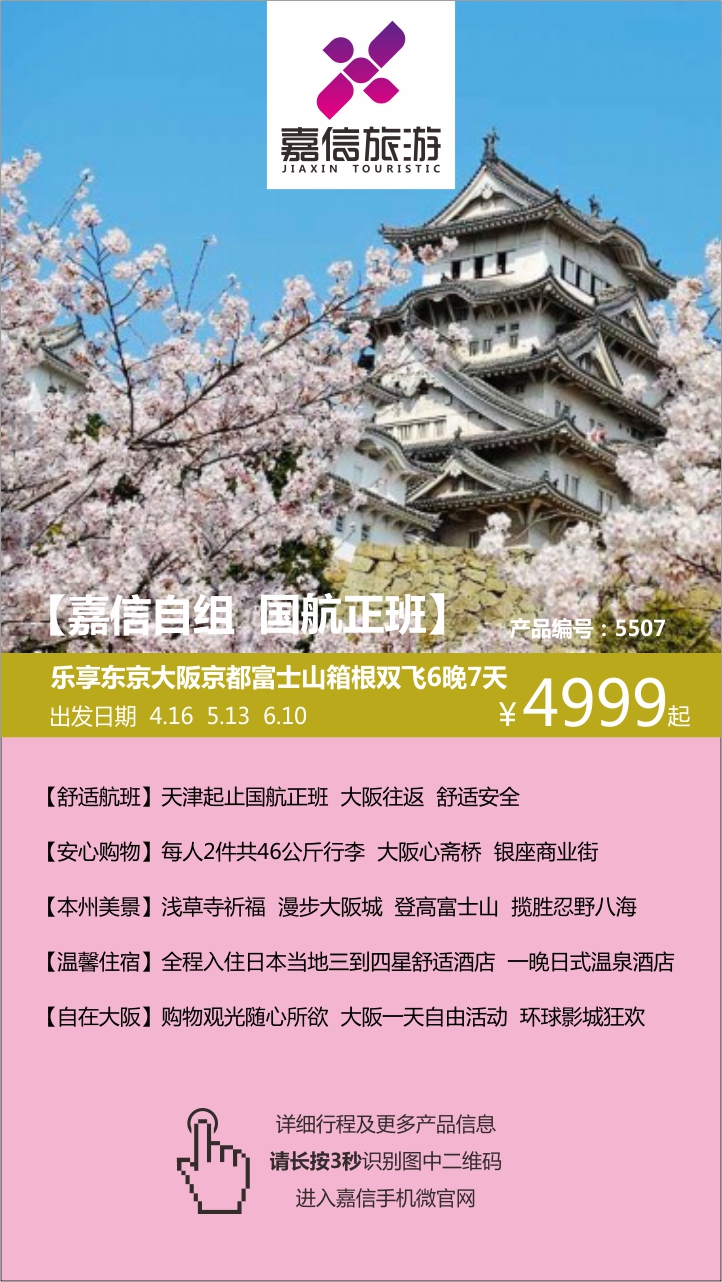 嘉信旅游
JIAXIN TOURISTIC
【嘉信自组 国航正班】
产品编号：5507
乐享东京大阪京都富士山箱根双飞6晚7天
出发日期 4.16 5.13 6.10
¥4999起
【舒适航班】天津起止国航正班 大阪往返 舒适安全
【安心购物】每人2件共46公斤行李 大阪心斋桥 银座商业街
【本州美景】浅草寺祈福 漫步大阪城 登高富士山 揽胜忍野八海
【温馨住宿】全程入住日本当地三到四星舒适酒店 一晚日式温泉酒店
【自在大阪】购物观光随心所欲 大阪一天自由活动 环球影城狂欢
详细行程及更多产品信息
请长按3秒识别图中二维码
进入嘉信手机微官网